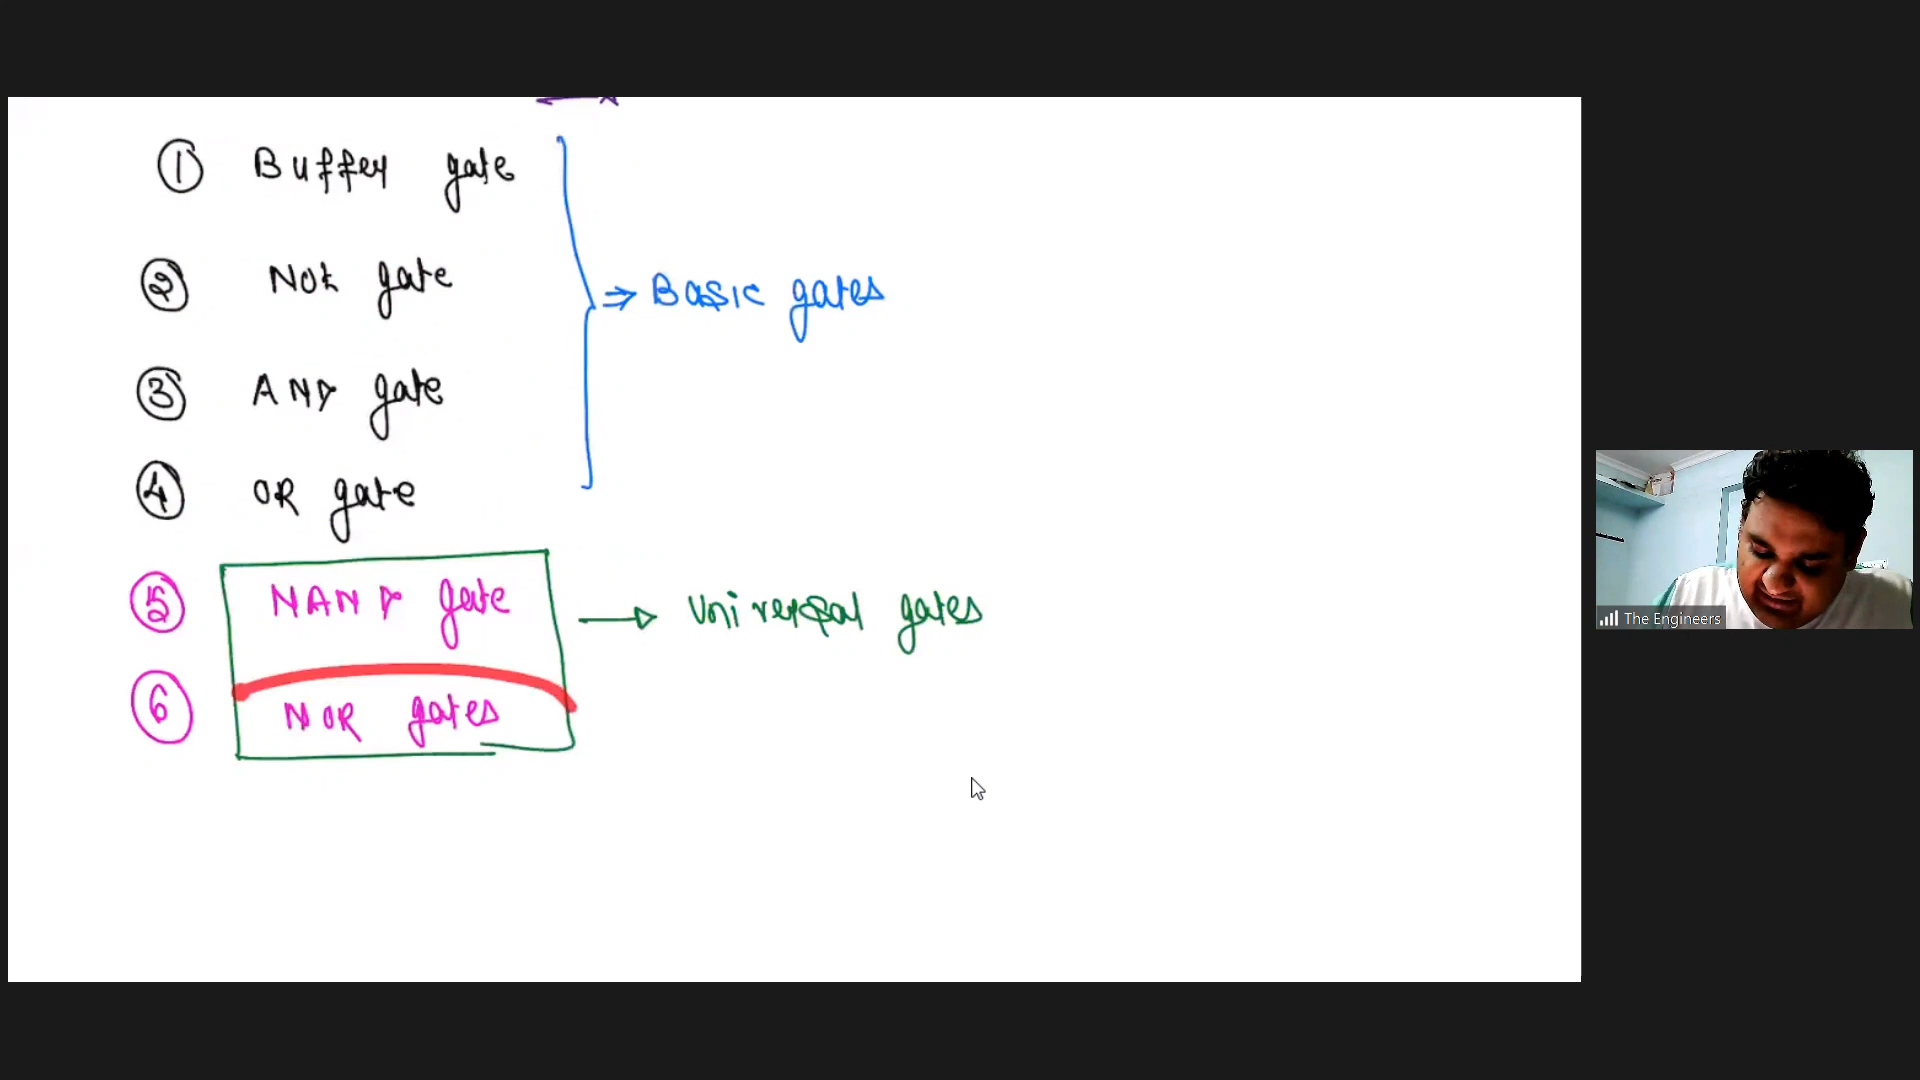 ① Buffer gate
② Not gate
③ AND gate
④ OR gate
⇒ Basic gates
⑤ NAND gate
→ Universal gates
⑥ NOR gates
The Engineers